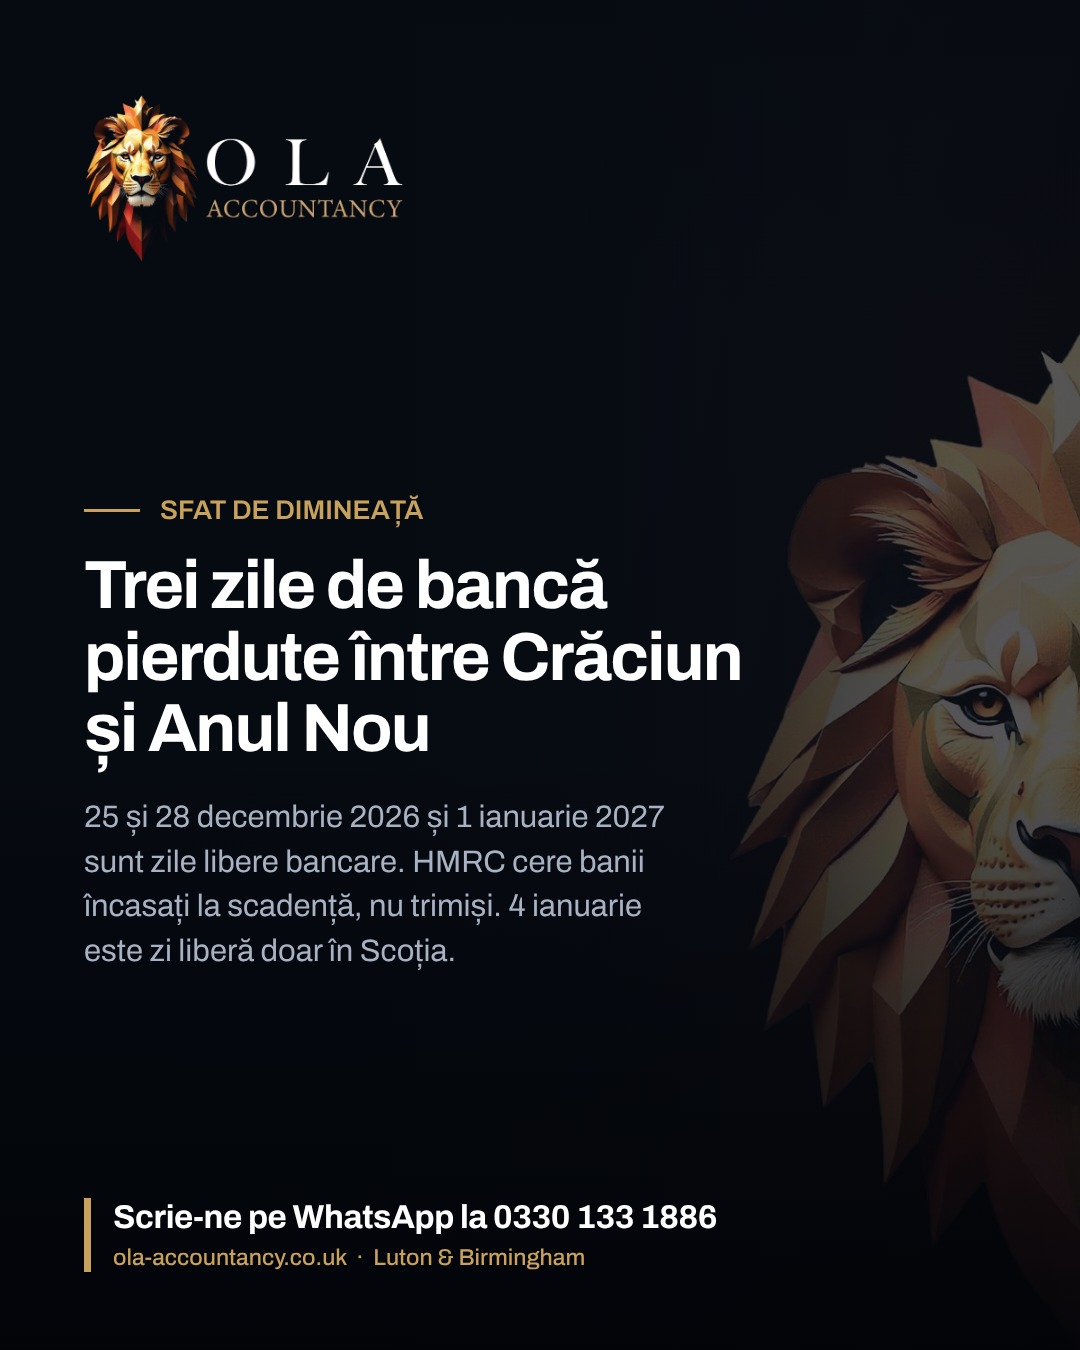 OLA
ACCOUNTANCY
SFAT DE DIMINEAȚĂ
Trei zile de bancă
pierdute între Crăciun
și Anul Nou
25 și 28 decembrie 2026 și 1 ianuarie 2027
sunt zile libere bancare. HMRC cere banii
încasați la scadență, nu trimiși. 4 ianuarie
este zi liberă doar în Scoția.
Scrie-ne pe WhatsApp la 0330 133 1886
ola-accountancy.co.uk · Luton & Birmingham